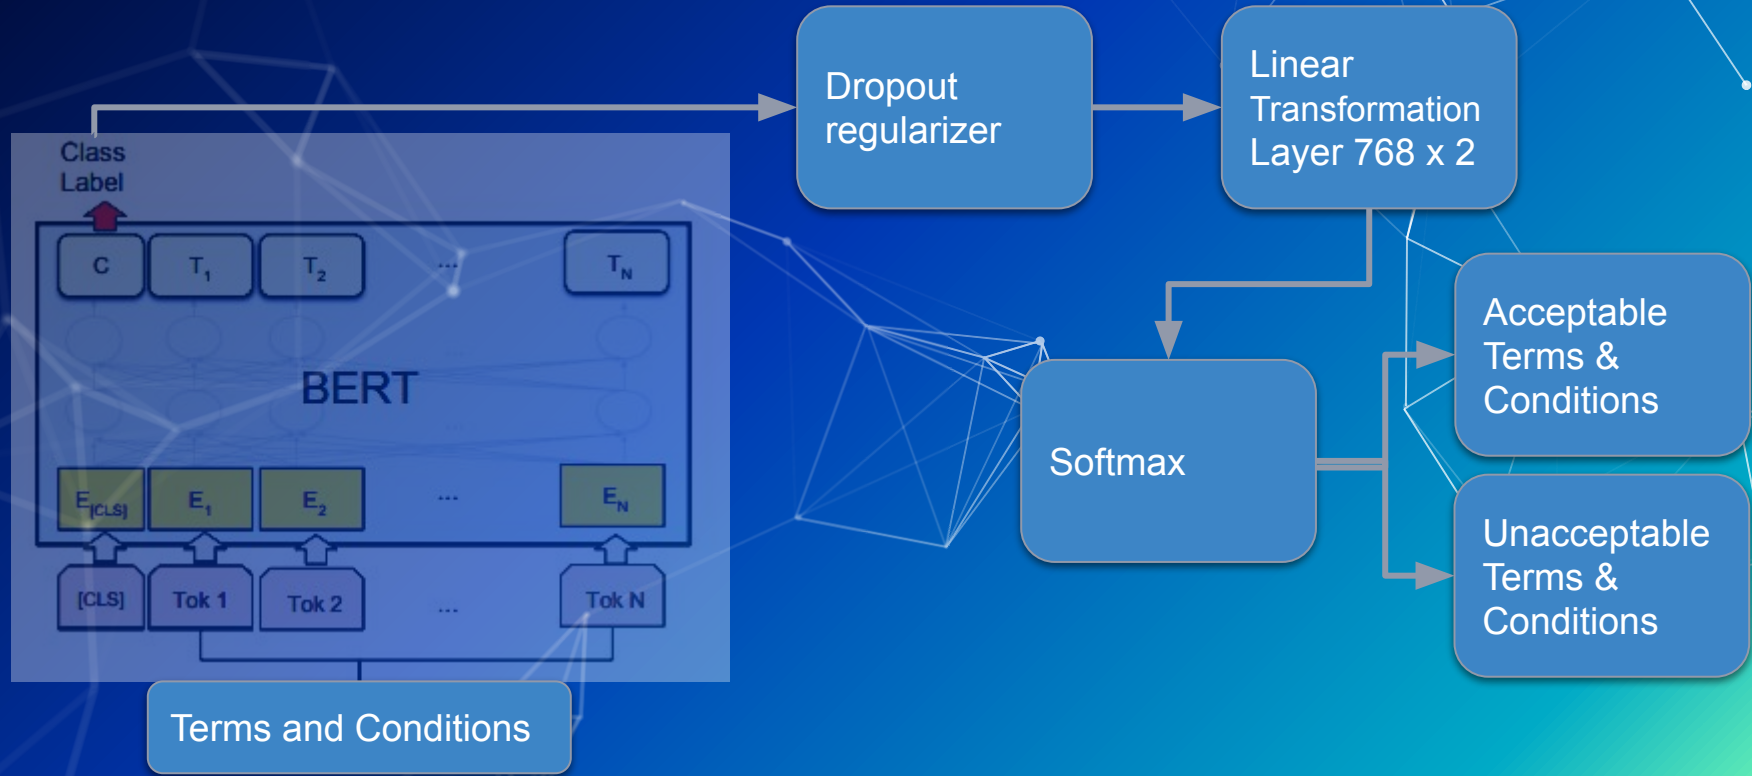 Dropout
regularizer
Linear
Transformation
Layer 768 x 2
Class
Label
C T1 T2 ... TN
BERT
E[CLS] E1 E2 ... EN
[CLS] Tok 1 Tok 2 ... Tok N
Terms and Conditions
Softmax
Acceptable
Terms &
Conditions
Unacceptable
Terms &
Conditions